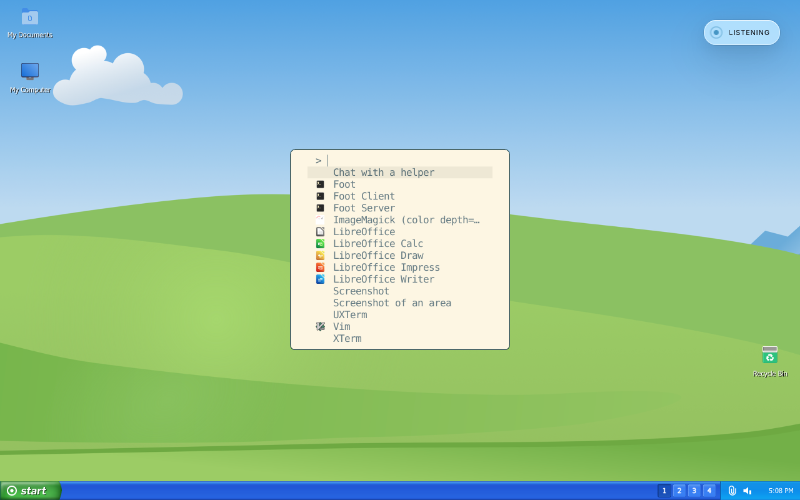 My Documents
My Computer
LISTENING
>
Chat with a helper
Foot
Foot Client
Foot Server
ImageMagick (color depth=…
LibreOffice
LibreOffice Calc
LibreOffice Draw
LibreOffice Impress
LibreOffice Writer
Screenshot
Screenshot of an area
UXTerm
Vim
XTerm
Recycle Bin
start
1 2 3 4
5:08 PM